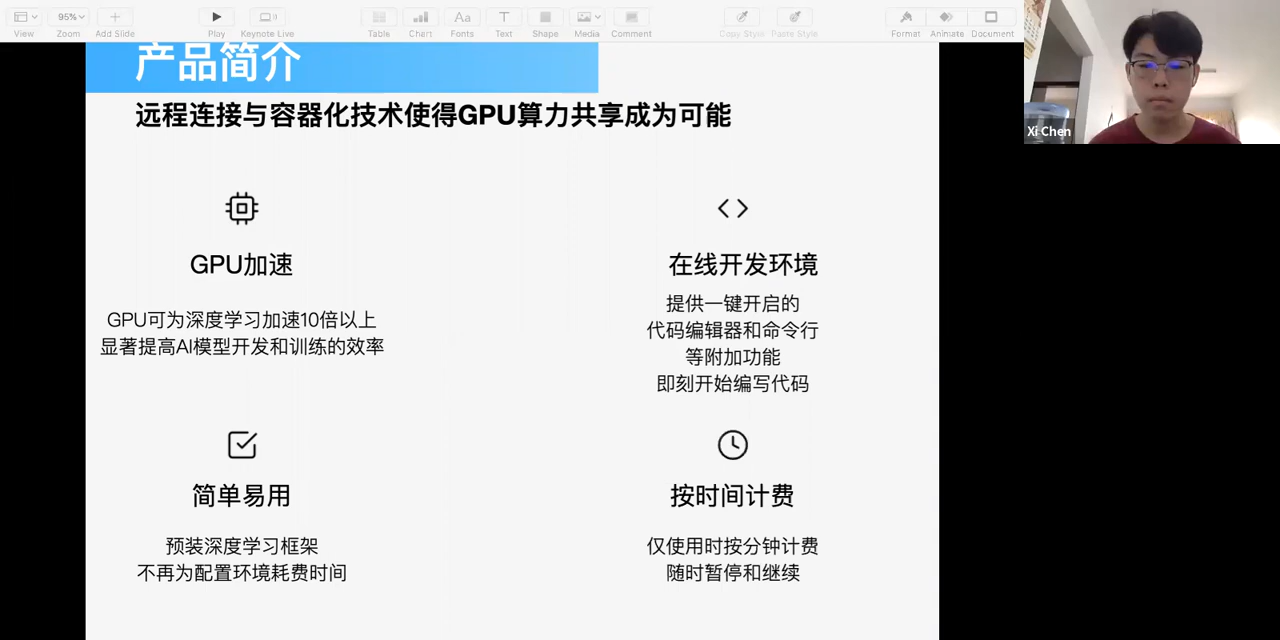 View
95%
Zoom
Add Slide
Play
Keynote Live
Table
Chart
Aa
Fonts
T
Text
Shape
Media
Comment
Copy Style
Paste Style
Format
Animate
Document
Xi Chen
产品简介
远程连接与容器化技术使得GPU算力共享成为可能
GPU加速
GPU可为深度学习加速10倍以上
显著提高AI模型开发和训练的效率
在线开发环境
提供一键开启的
代码编辑器和命令行
等附加功能
即刻开始编写代码
简单易用
预装深度学习框架
不再为配置环境耗费时间
按时间计费
仅使用时按分钟计费
随时暂停和继续